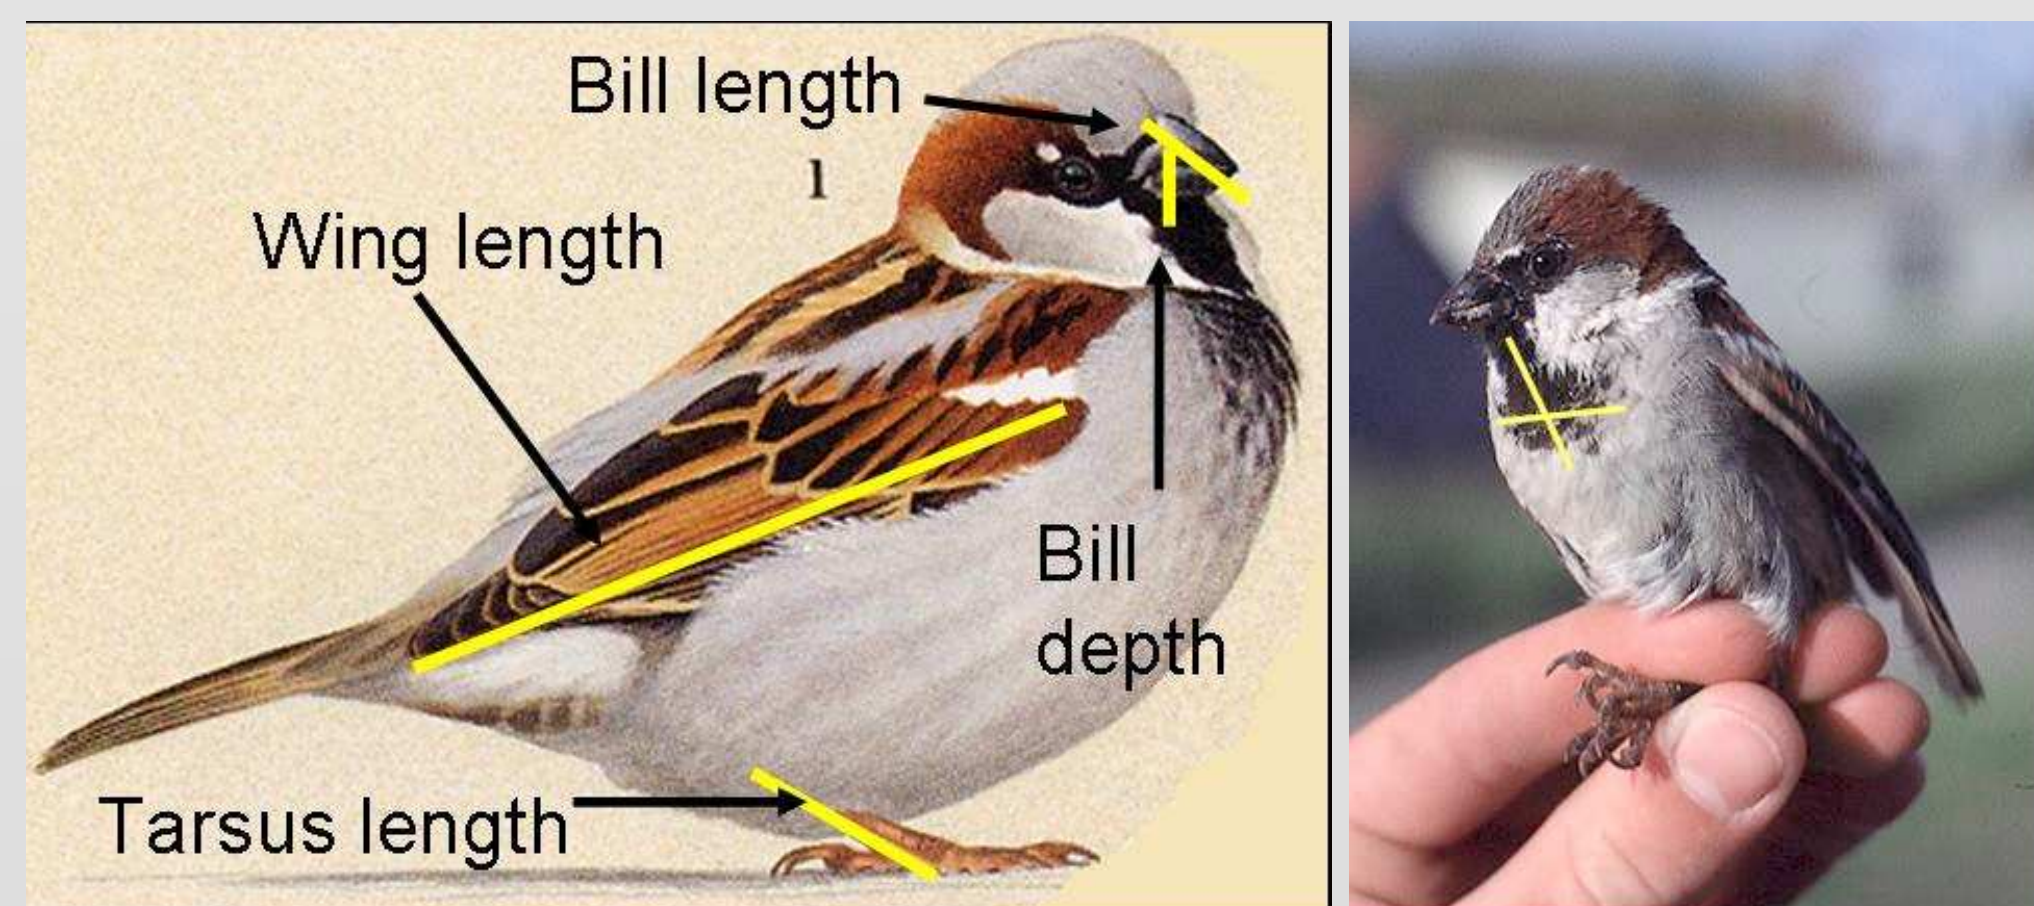 Bill length
1
Wing length
Bill
depth
Tarsus length